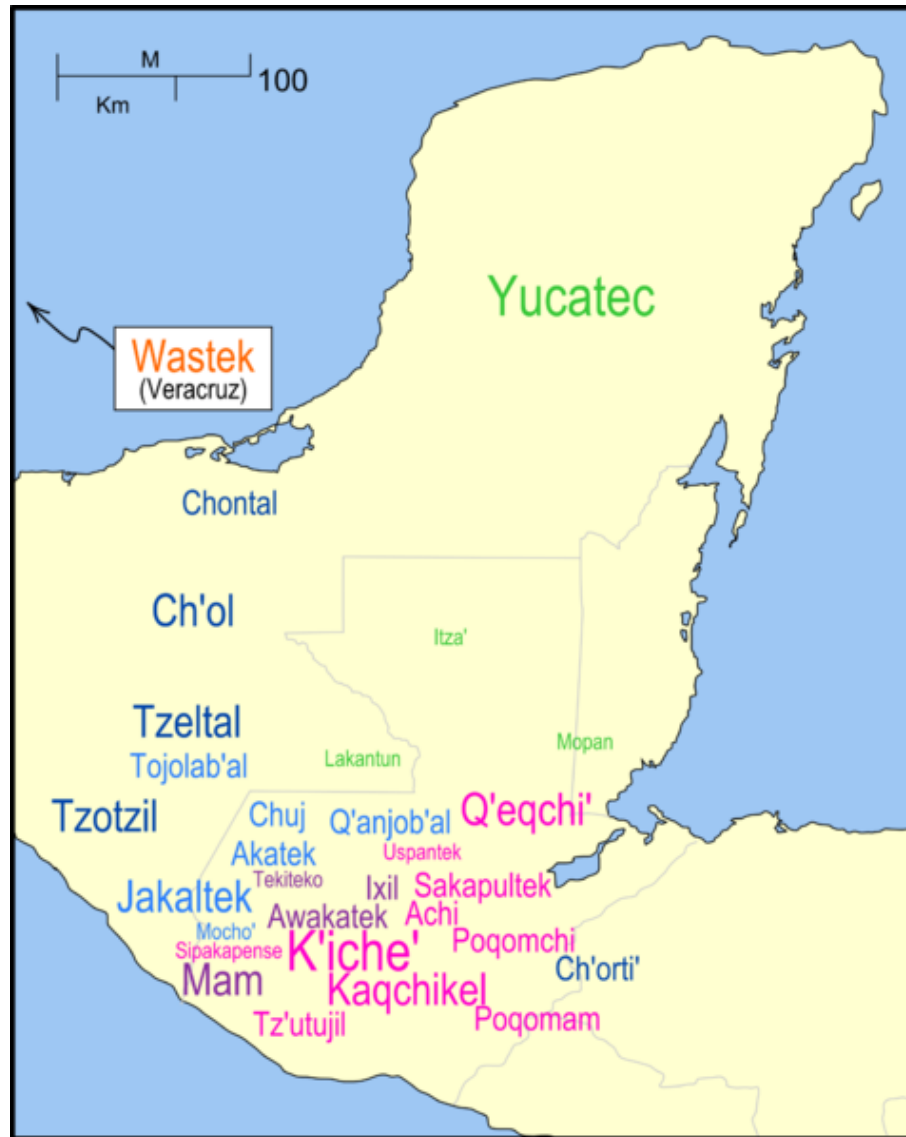 M
100
Km
Yucatec
Wastek
(Veracruz)
Chontal
Ch'ol
Itza'
Tzeltal
Mopan
Tojolab'al
Lakantun
Tzotzil
Chuj
Q'anjob'al
Q'eqchi'
Akatek
Uspantek
Tekiteko
Ixil
Sakapultek
Jakaltek
Awakatek
Achi
Mocho'
Sipakapense
K'iche'
Poqomchi
Ch'orti'
Mam
Kaqchikel
Tz'utujil
Poqomam